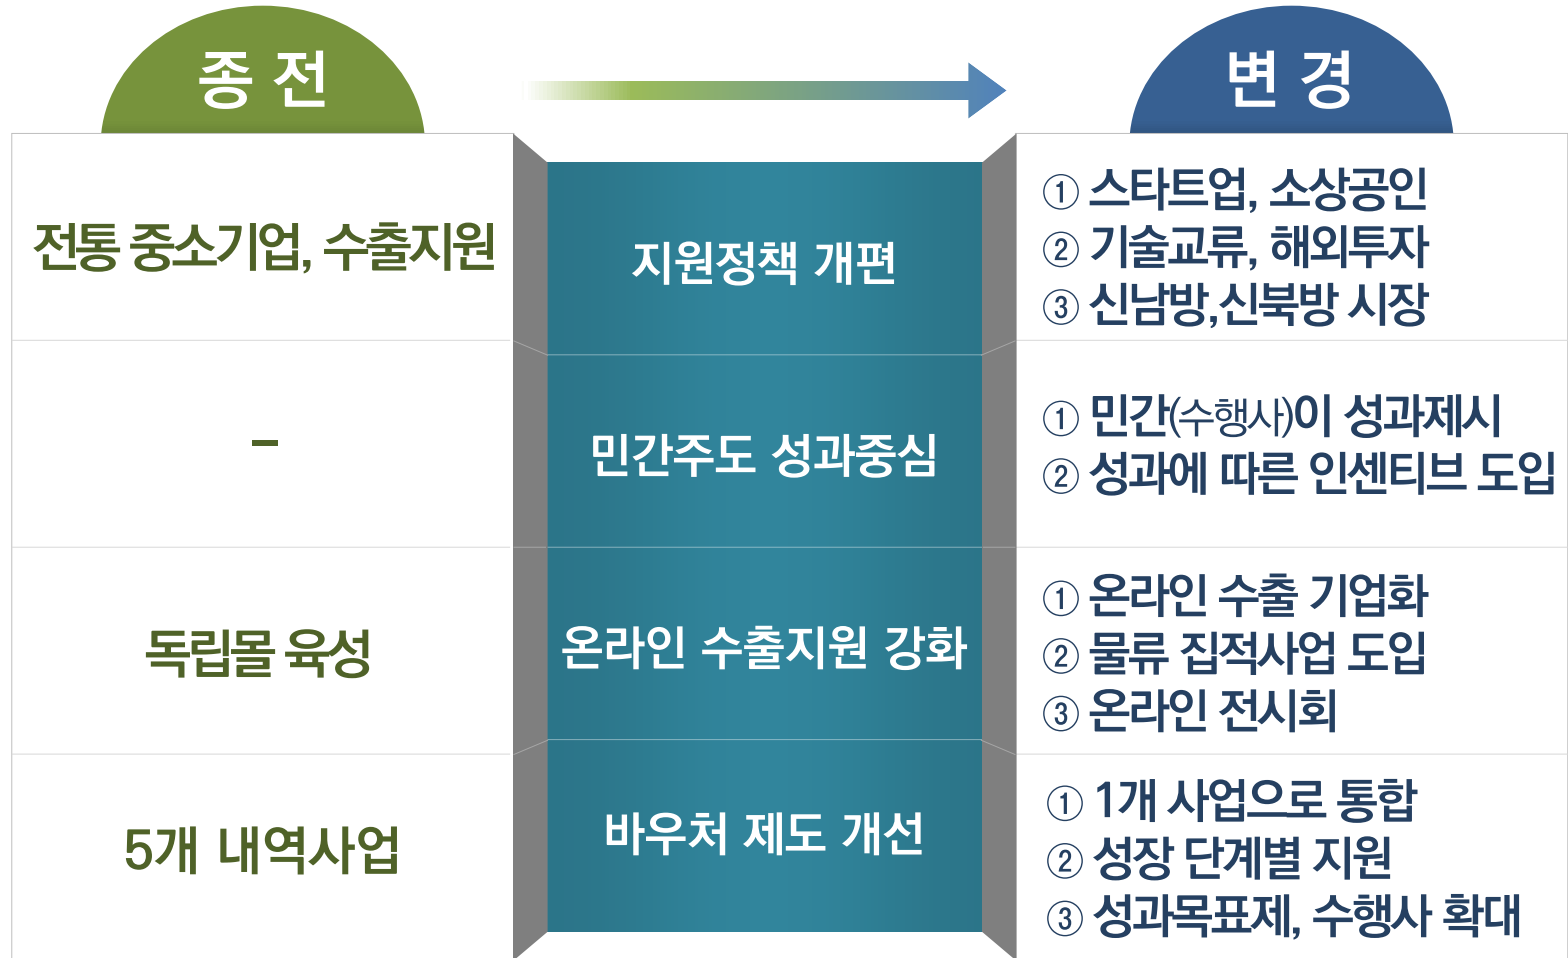 종 전
변 경
전통 중소기업, 수출지원
지원정책 개편
① 스타트업, 소상공인
② 기술교류, 해외투자
③ 신남방,신북방 시장
–
민간주도 성과중심
① 민간(수행사)이 성과제시
② 성과에 따른 인센티브 도입
독립몰 육성
온라인 수출지원 강화
① 온라인 수출 기업화
② 물류 집적사업 도입
③ 온라인 전시회
5개 내역사업
바우처 제도 개선
① 1개 사업으로 통합
② 성장 단계별 지원
③ 성과목표제, 수행사 확대